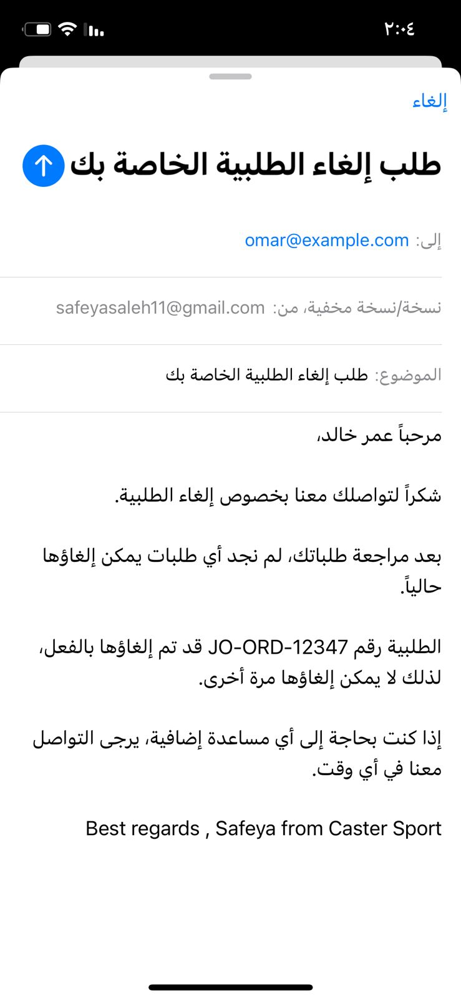 ٢:٠٤
إلغاء
طلب إلغاء الطلبية الخاصة بك
إلى: omar@example.com
نسخة/نسخة مخفية، من: safeyasaleh11@gmail.com
الموضوع: طلب إلغاء الطلبية الخاصة بك
مرحباً عمر خالد،
شكراً لتواصلك معنا بخصوص إلغاء الطلبية.
بعد مراجعة طلباتك، لم نجد أي طلبات يمكن إلغاؤها
حالياً.
الطلبية رقم JO-ORD-12347 قد تم إلغاؤها بالفعل،
لذلك لا يمكن إلغاؤها مرة أخرى.
إذا كنت بحاجة إلى أي مساعدة إضافية، يرجى التواصل
معنا في أي وقت.
Best regards , Safeya from Caster Sport